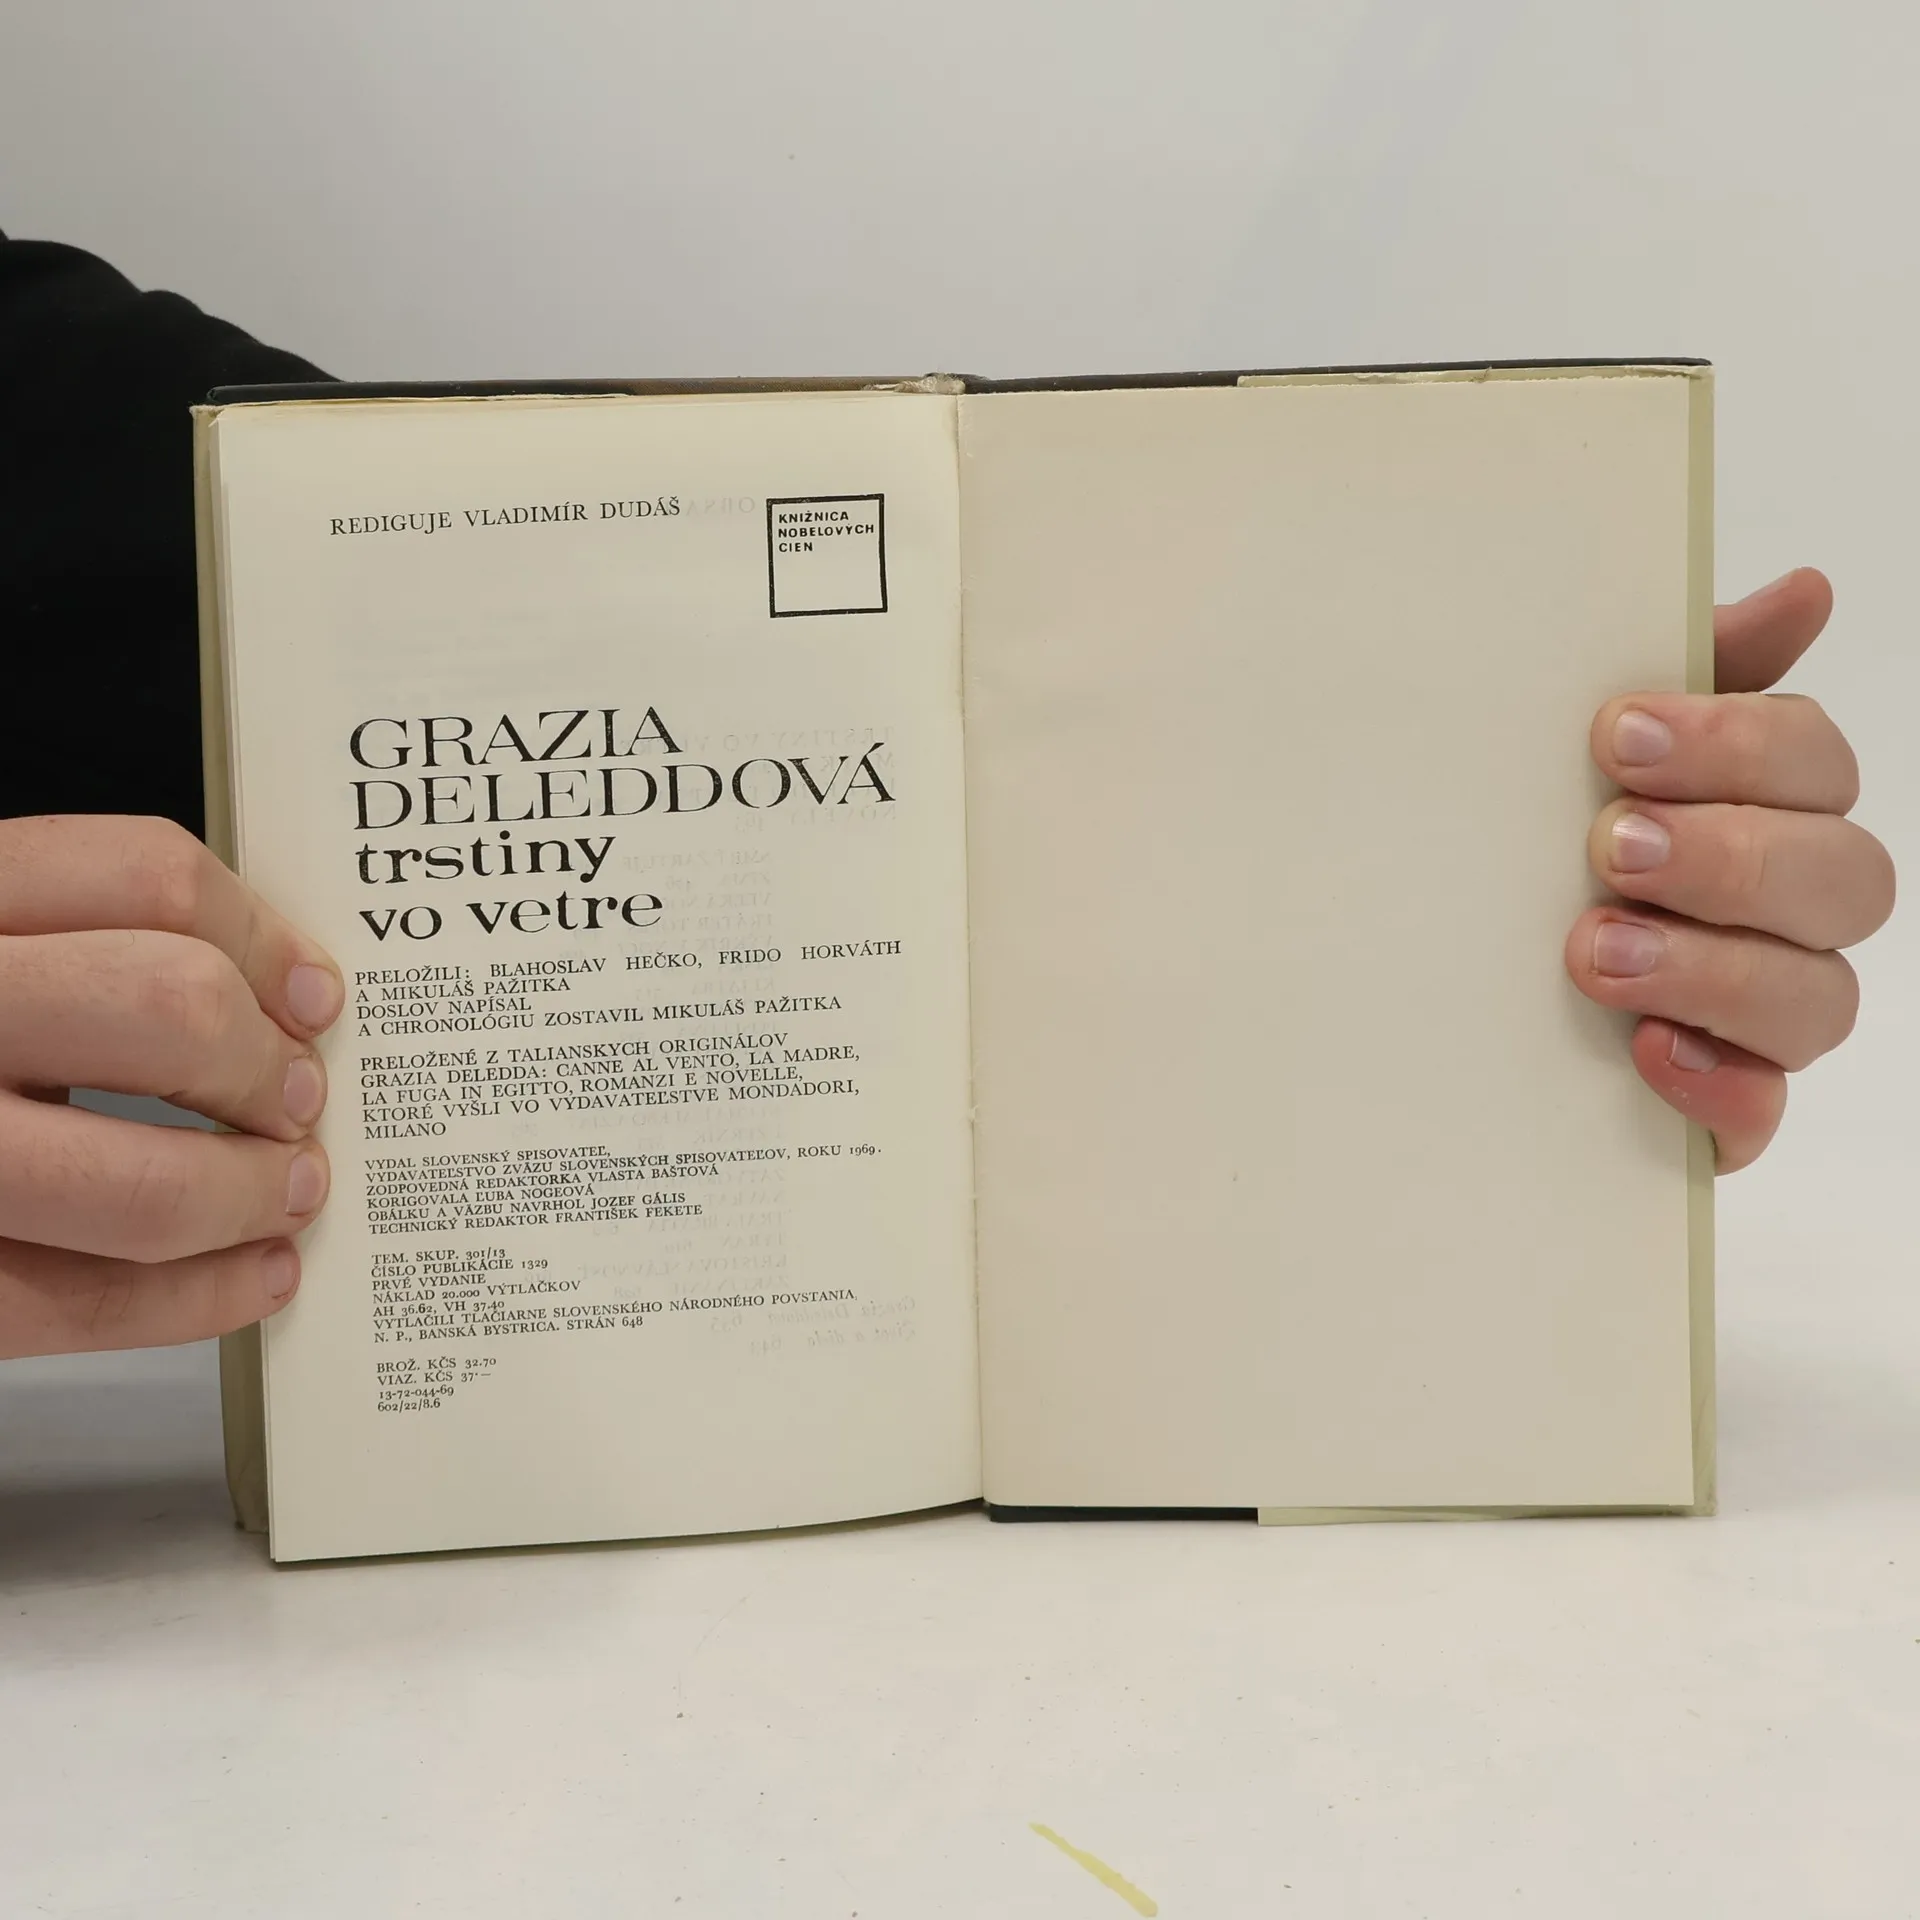 REDIGUJE VLADIMÍR DUDÁŠ
KNIŽNICA
NOBELOVÝCH
CIEN
GRAZIA
DELEDDOVÁ
trstiny
vo vetre
PRELOŽILI: BLAHOSLAV HEČKO, FRIDO HORVÁTH
A MIKULÁŠ PAŽITKA
DOSLOV NAPÍSAL
A CHRONOLÓGIU ZOSTAVIL MIKULÁŠ PAŽITKA
PRELOŽENÉ Z TALIANSKYCH ORIGINÁLOV
GRAZIA DELEDDA: CANNE AL VENTO, LA MADRE,
LA FUGA IN EGITTO, ROMANZI E NOVELLE,
KTORÉ VYŠLI VO VYDAVATEĽSTVE MONDADORI,
MILANO
VYDAL SLOVENSKÝ SPISOVATEĽ,
VYDAVATEĽSTVO ZVÄZU SLOVENSKÝCH SPISOVATEĽOV, ROKU 1969.
ZODPOVEDNÁ REDAKTORKA VLASTA BAŠTOVÁ
KORIGOVALA ĽUBA NOGEOVÁ
OBÁLKU A VÄZBU NAVRHOL JOZEF GÁLIS
TECHNICKÝ REDAKTOR FRANTIŠEK FEKETE
TEM. SKUP. 301/13
ČÍSLO PUBLIKÁCIE 1329
PRVÉ VYDANIE
NÁKLAD 20.000 VÝTLAČKOV
AH 36.62, VH 37.40
VYTLAČILI TLAČIARNE SLOVENSKÉHO NÁRODNÉHO POVSTANIA,
N. P., BANSKÁ BYSTRICA. STRÁN 648
BROŽ. KČS 32.70
VIAZ. KČS 37·—
13-72-044-69
602/22/8.6